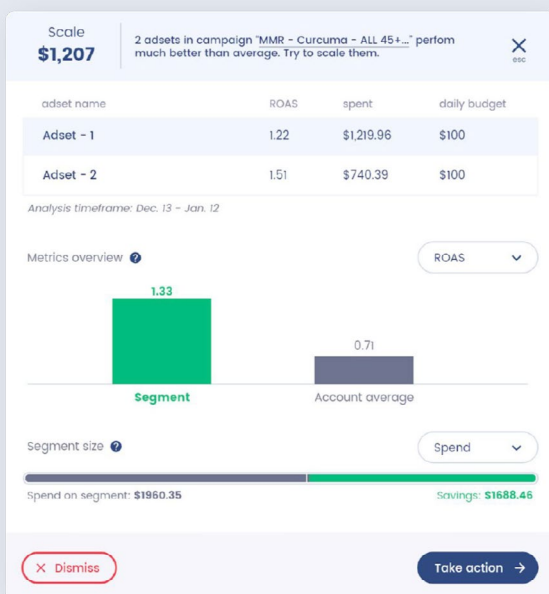 Scale
$1,207
2 adsets in campaign "MMR - Curcuma - ALL 45+..." perfom
much better than average. Try to scale them.
esc
adset name ROAS spent daily budget
Adset - 1 1.22 $1,219.96 $100
Adset - 2 1.51 $740.39 $100
Analysis timeframe: Dec. 13 - Jan. 12
Metrics overview ?
ROAS
1.33
0.71
Segment
Account average
Segment size ?
Spend
Spend on segment: $1960.35
Savings: $1688.46
Dismiss
Take action